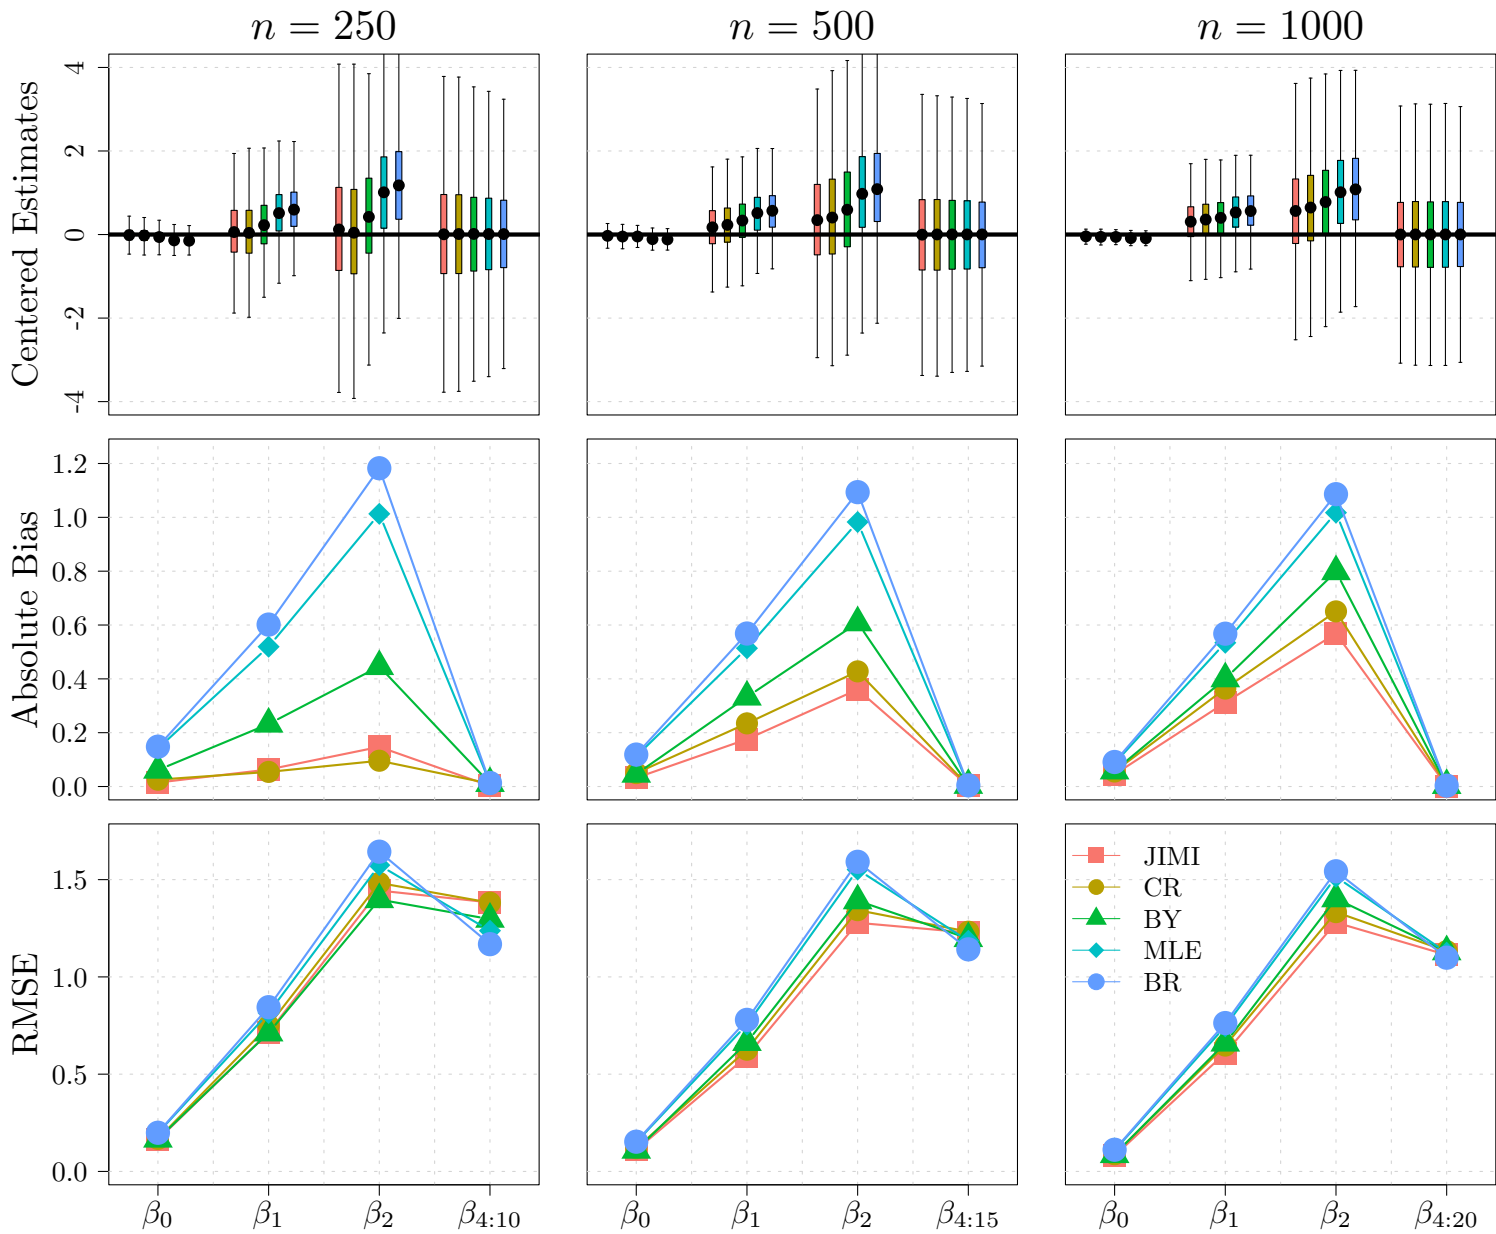 n = 250 n = 500 n = 1000
Centered Estimates
4
2
0
-2
-4
Absolute Bias
1.2
1.0
0.8
0.6
0.4
0.2
0.0
RMSE
1.5
1.0
0.5
0.0
JIMI
CR
BY
MLE
BR
β0 β1 β2 β4:10 β0 β1 β2 β4:15 β0 β1 β2 β4:20